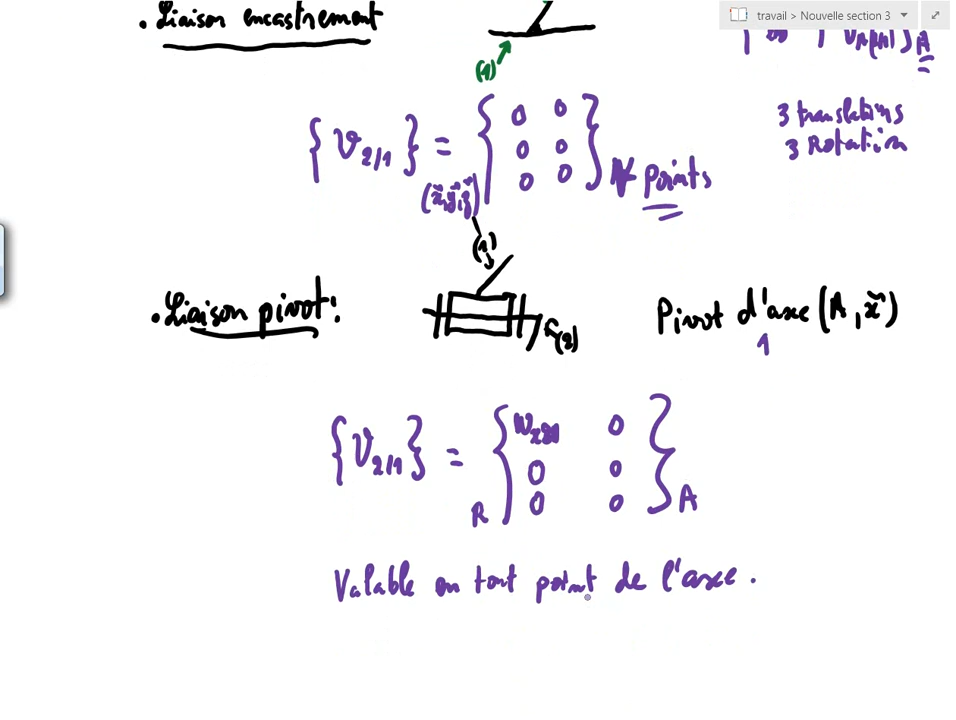 . Liaison encastrement
travail > Nouvelle section 3
(1)
A
3 translations
3 Rotation
{V2/1} = { 0 0
0 0
0 0 } ∀ points
(x⃗,y⃗,z⃗)
(1)
. Liaison pivot:
(2)
Pivot d'axe (A, x⃗)
1
{V2/1} = { 0
0 0
0 0 } A
R
Valable en tout point de l'axe.